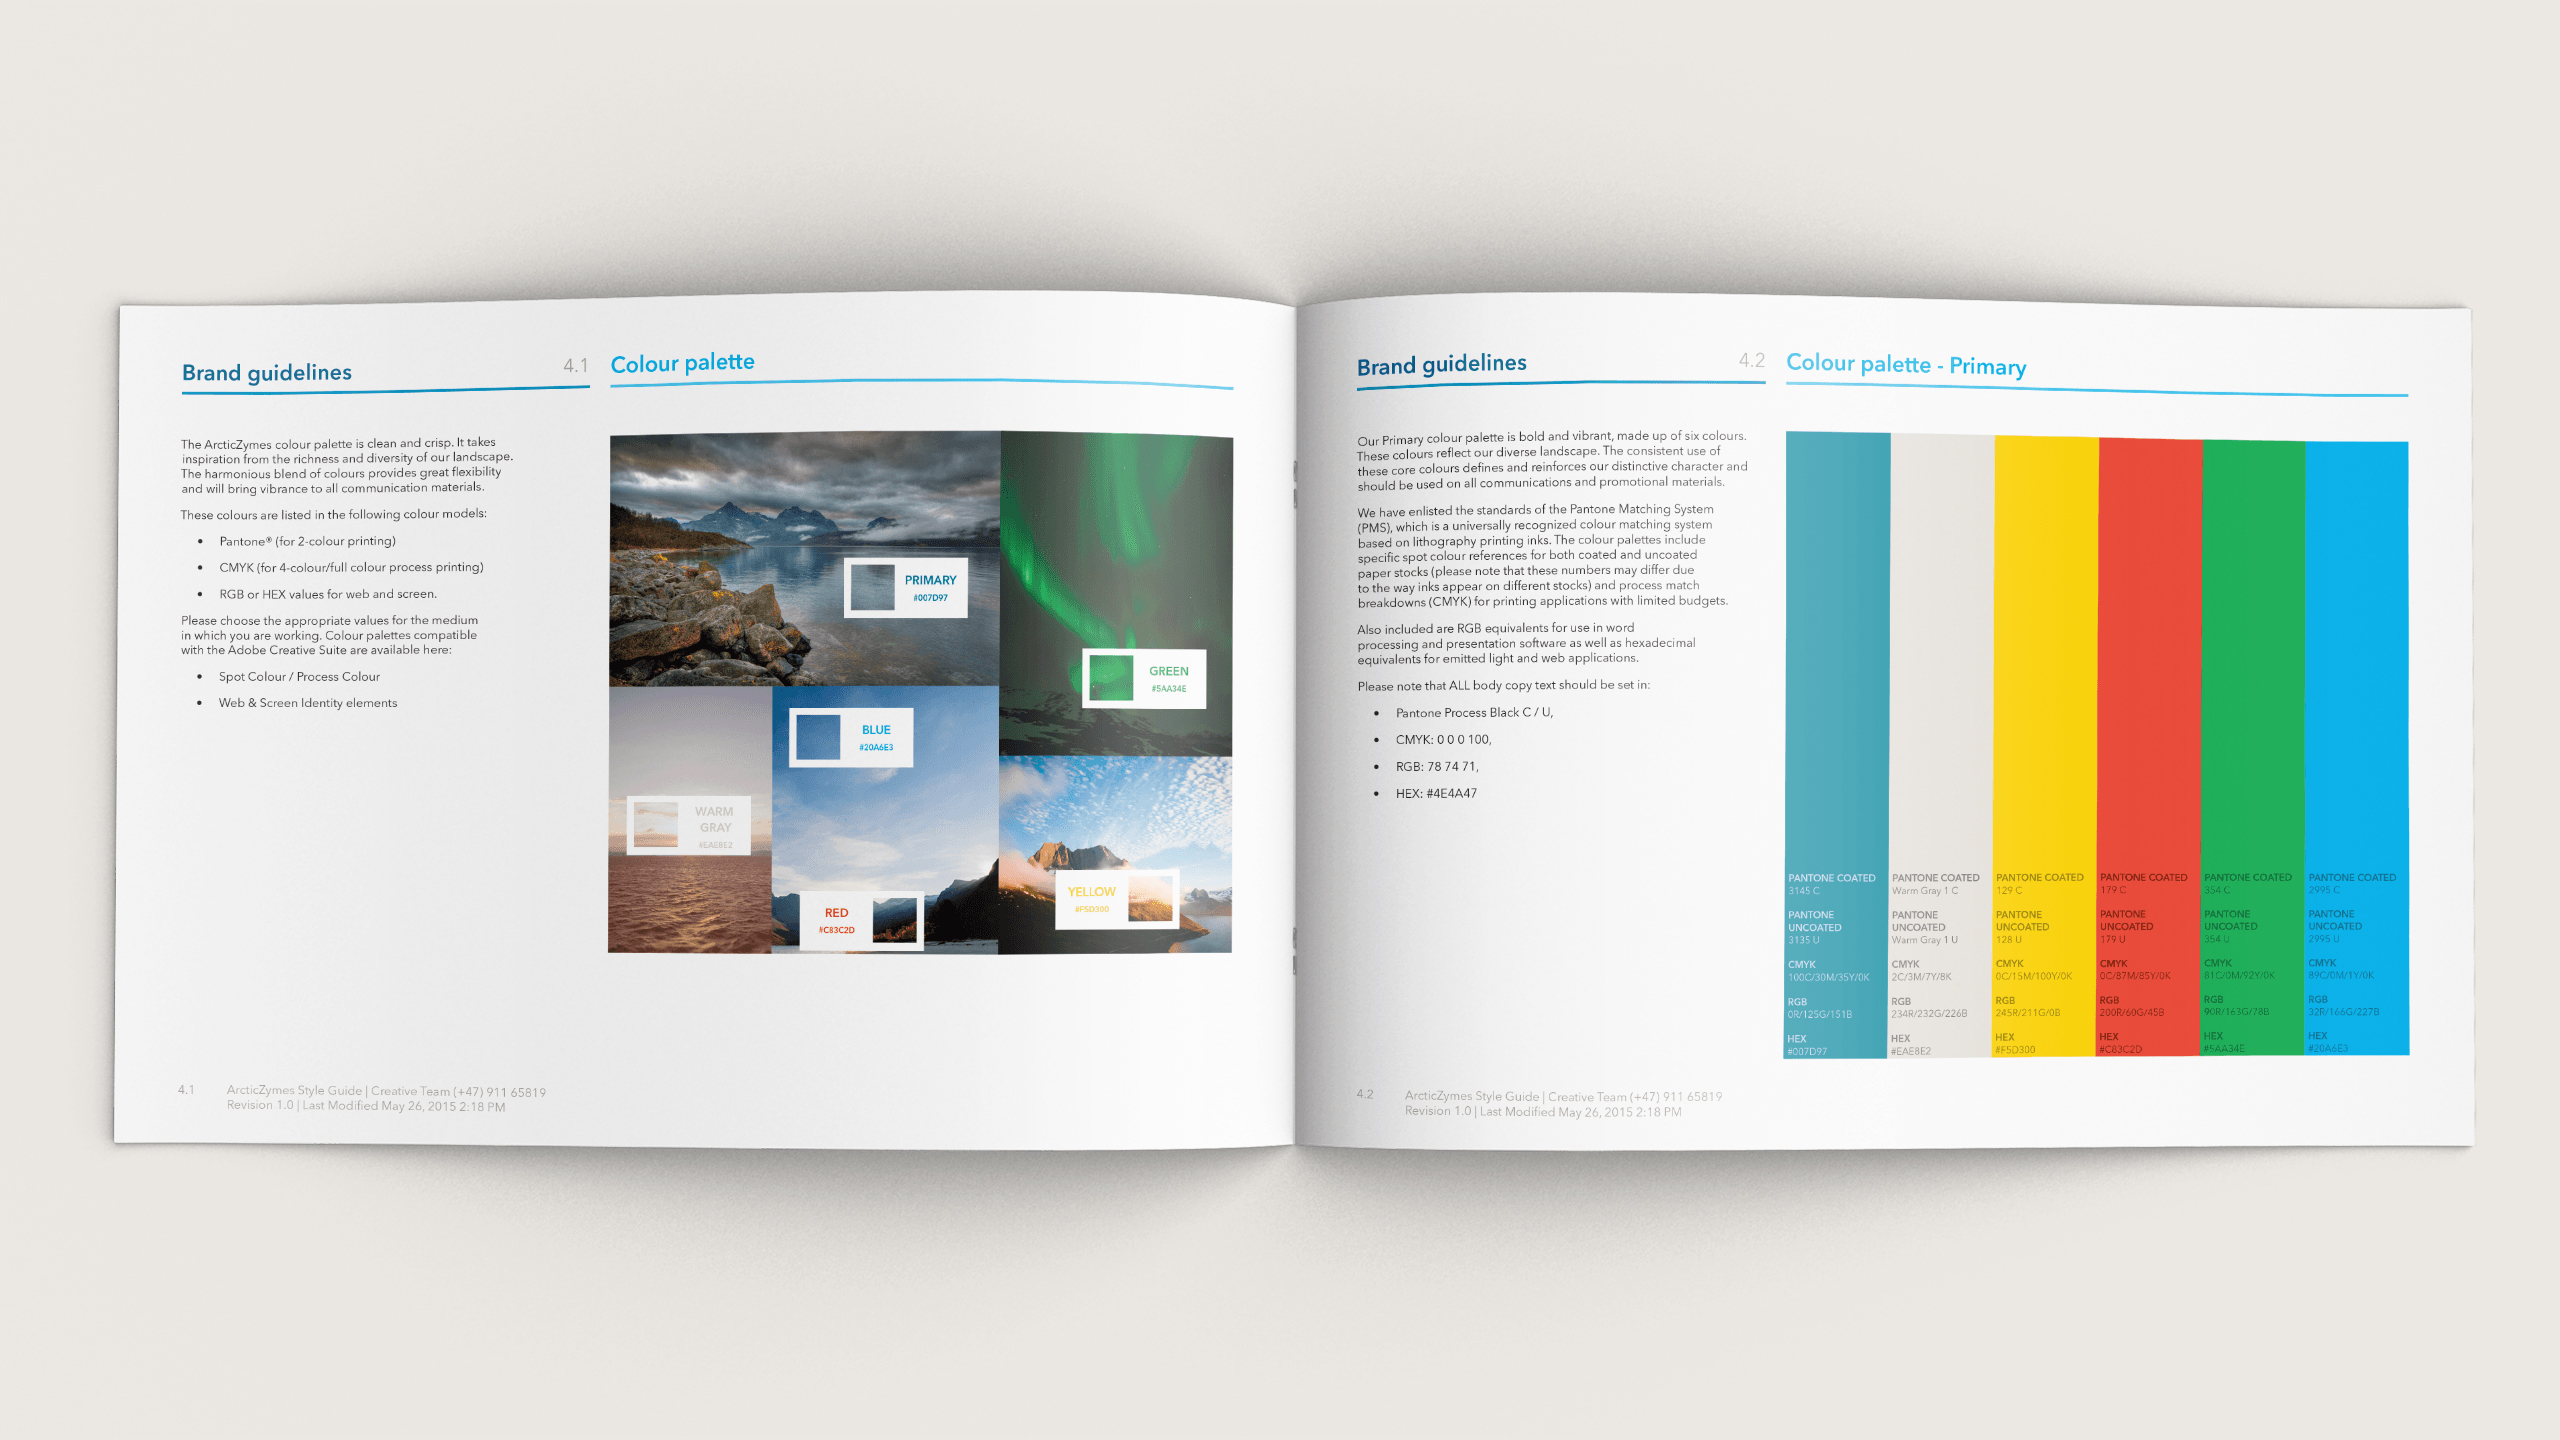 Brand guidelines
4.1
Colour palette
The ArcticZymes colour palette is clean and crisp. It takes
inspiration from the richness and diversity of our landscape.
The harmonious blend of colours provides great flexibility
and will bring vibrance to all communication materials.
These colours are listed in the following colour models:
• Pantone® (for 2-colour printing)
• CMYK (for 4-colour/full colour process printing)
• RGB or HEX values for web and screen.
Please choose the appropriate values for the medium
in which you are working. Colour palettes compatible
with the Adobe Creative Suite are available here:
• Spot Colour / Process Colour
• Web & Screen Identity elements
PRIMARY
#007D97
GREEN
#5AA34E
BLUE
#20A6E3
WARM
GRAY
#EAE8E2
RED
#C83C2D
YELLOW
#F5D300
4.1
ArcticZymes Style Guide | Creative Team (+47) 911 65819
Revision 1.0 | Last Modified May 26, 2015 2:18 PM
Brand guidelines
4.2
Colour palette - Primary
Our Primary colour palette is bold and vibrant, made up of six colours.
These colours reflect our diverse landscape. The consistent use of
these core colours defines and reinforces our distinctive character and
should be used on all communications and promotional materials.
We have enlisted the standards of the Pantone Matching System
(PMS), which is a universally recognized colour matching system
based on lithography printing inks. The colour palettes include
specific spot colour references for both coated and uncoated
paper stocks (please note that these numbers may differ due
to the way inks appear on different stocks) and process match
breakdowns (CMYK) for printing applications with limited budgets.
Also included are RGB equivalents for use in word
processing and presentation software as well as hexadecimal
equivalents for emitted light and web applications.
Please note that ALL body copy text should be set in:
• Pantone Process Black C / U,
• CMYK: 0 0 0 100,
• RGB: 78 74 71,
• HEX: #4E4A47
PANTONE COATED
3145 C
PANTONE
UNCOATED
3135 U
CMYK
100C/30M/35Y/0K
RGB
0R/125G/151B
HEX
#007D97
PANTONE COATED
Warm Gray 1 C
PANTONE
UNCOATED
Warm Gray 1 U
CMYK
2C/3M/7Y/8K
RGB
234R/232G/226B
HEX
#EAE8E2
PANTONE COATED
129 C
PANTONE
UNCOATED
128 U
CMYK
0C/15M/100Y/0K
RGB
245R/211G/0B
HEX
#F5D300
PANTONE COATED
179 C
PANTONE
UNCOATED
179 U
CMYK
0C/87M/85Y/0K
RGB
200R/60G/45B
HEX
#C83C2D
PANTONE COATED
354 C
PANTONE
UNCOATED
354 U
CMYK
81C/0M/92Y/0K
RGB
90R/163G/78B
HEX
#5AA34E
PANTONE COATED
2995 C
PANTONE
UNCOATED
2995 U
CMYK
89C/0M/1Y/0K
RGB
32R/166G/227B
HEX
#20A6E3
4.2
ArcticZymes Style Guide | Creative Team (+47) 911 65819
Revision 1.0 | Last Modified May 26, 2015 2:18 PM